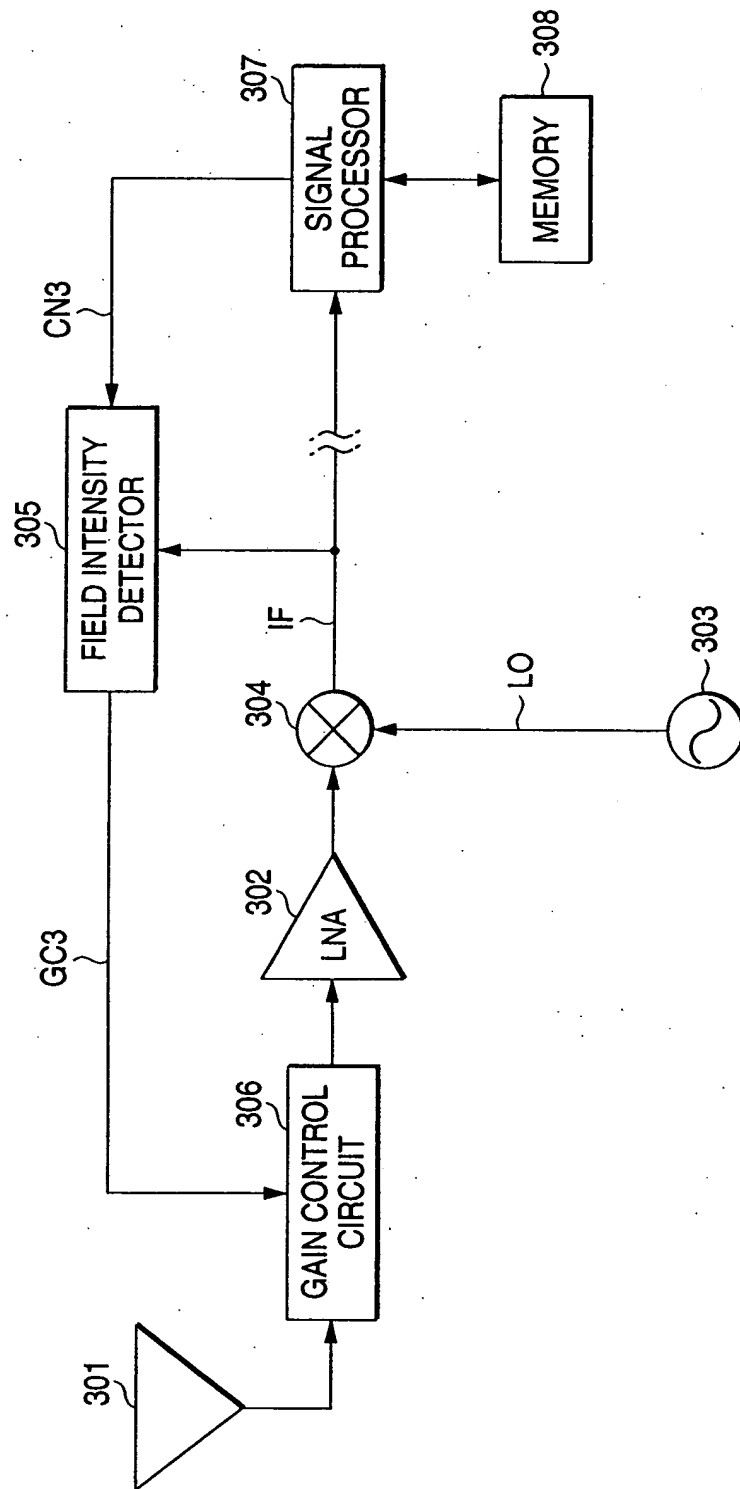 301
GAIN CONTROL
CIRCUIT
306
GC3
LNA
302
304
LO
303
IF
FIELD INTENSITY
DETECTOR
305
CN3
SIGNAL
PROCESSOR
307
MEMORY
308